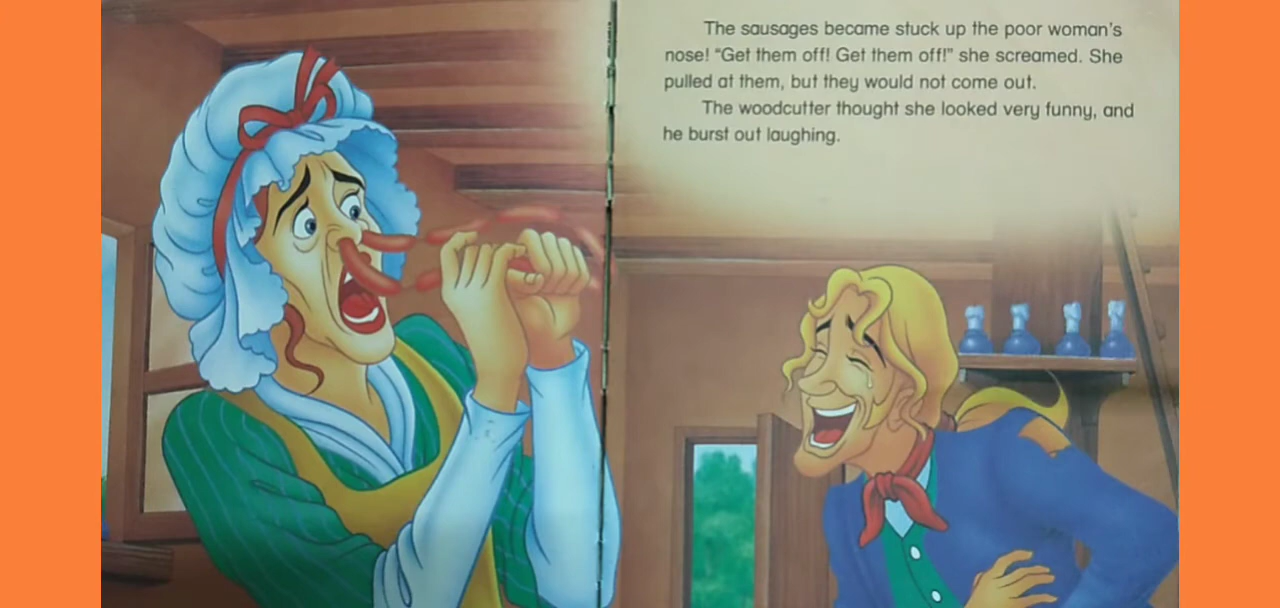 The sausages became stuck up the poor woman's
nose! "Get them off! Get them off!" she screamed. She
pulled at them, but they would not come out.
The woodcutter thought she looked very funny, and
he burst out laughing.